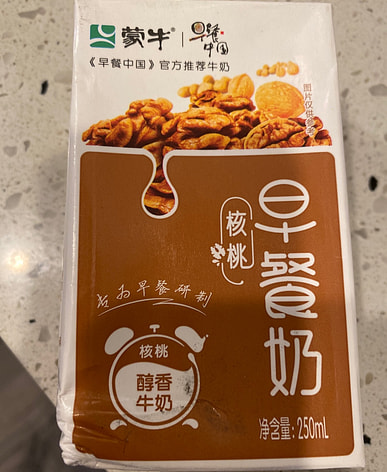 蒙牛 早餐中国
《早餐中国》官方推荐牛奶
图片仅供参考
核桃
早餐奶
专为早餐研制
核桃
醇香
牛奶
净含量:250mL